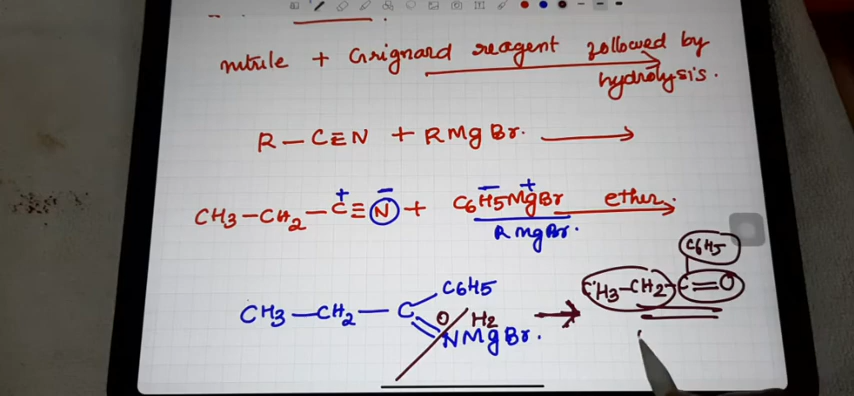 nitrile + Grignard reagent followed by
hydrolysis.
R – C≡N + RMgBr. ⟶
CH3–CH2–C≡N + C6H5MgBr ether.
+ – – +
RMgBr.
C6H5
CH3–CH2–C=O
C6H5
CH3–CH2–C=NMgBr. →
O H2